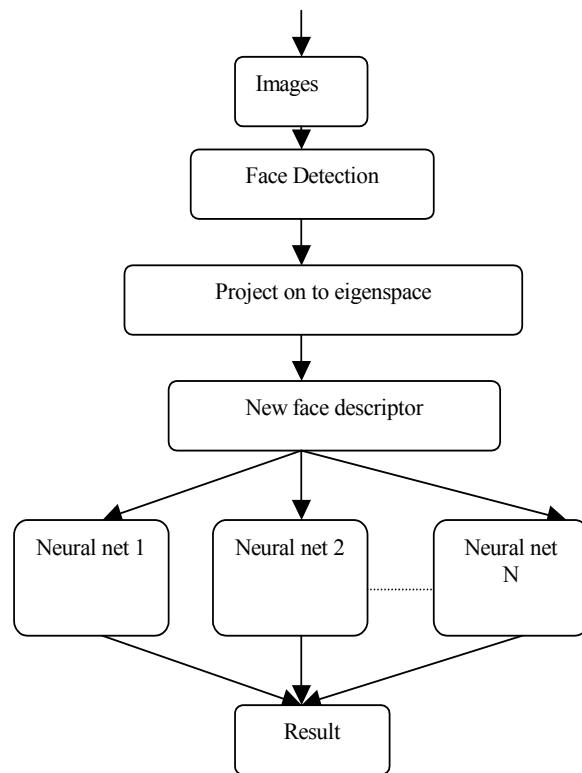 Images
Face Detection
Project on to eigenspace
New face descriptor
Neural net 1
Neural net 2
Neural net
N
Result